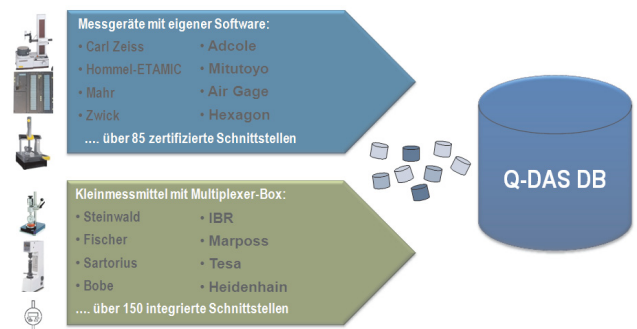 Messgeräte mit eigener Software:
• Carl Zeiss
• Hommel-ETAMIC
• Mahr
• Zwick
• Adcole
• Mitutoyo
• Air Gage
• Hexagon
.... über 85 zertifizierte Schnittstellen
Kleinmessmittel mit Multiplexer-Box:
• Steinwald
• Fischer
• Sartorius
• Bobe
• IBR
• Marposs
• Tesa
• Heidenhain
.... über 150 integrierte Schnittstellen
Q-DAS DB